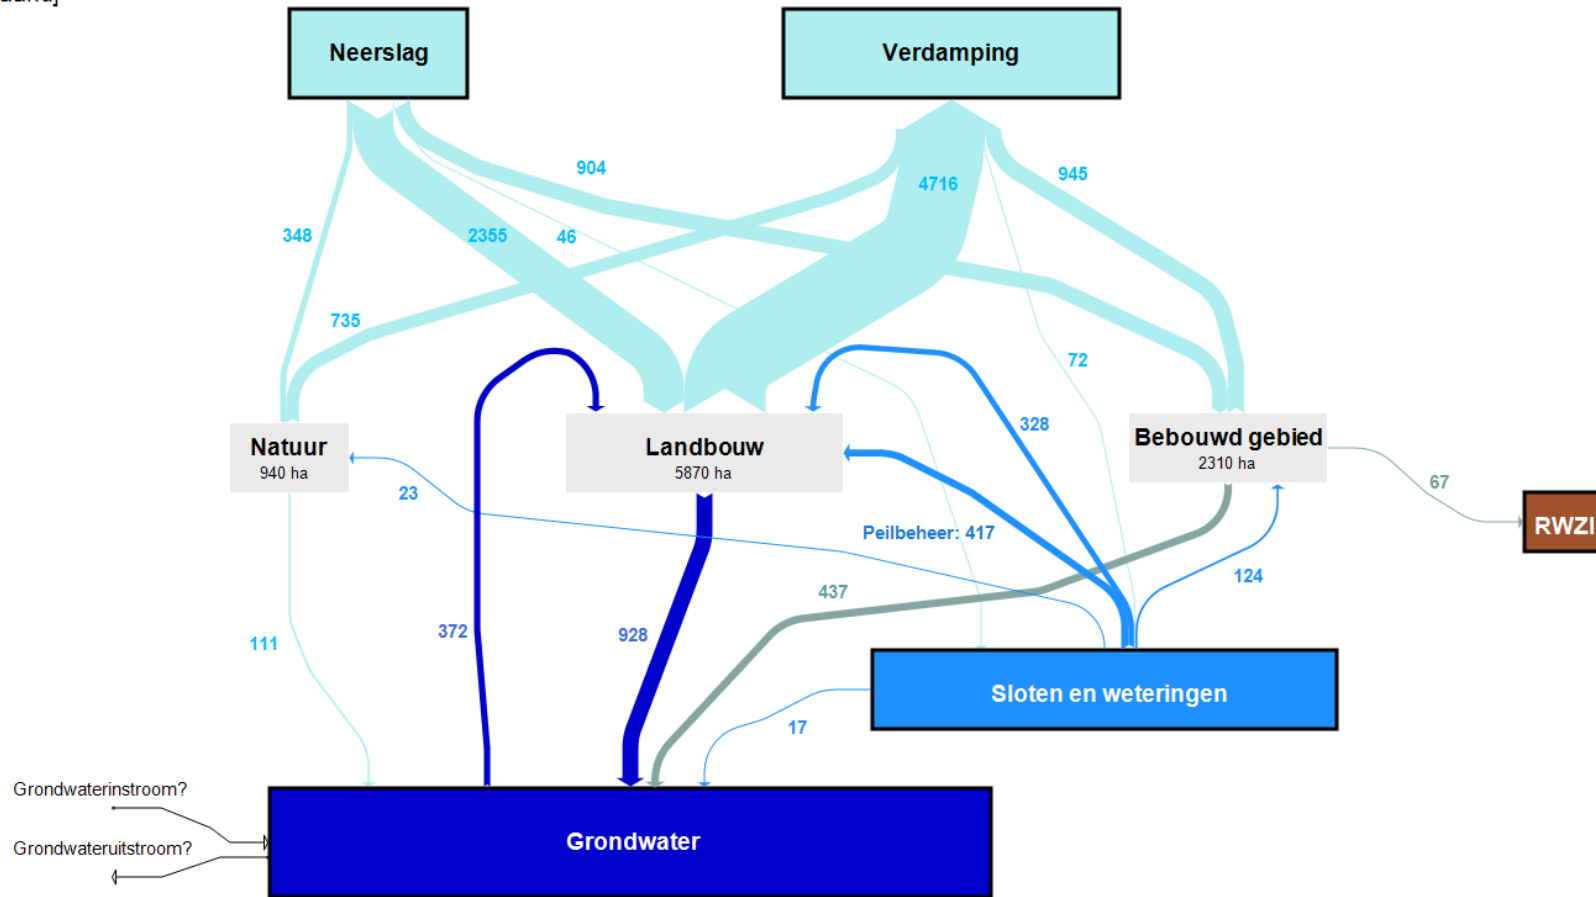 Neerslag
Verdamping
904
945
4716
348
2355
46
735
72
328
Natuur
940 ha
Landbouw
5870 ha
Bebouwd gebied
2310 ha
23
67
RWZI
Peilbeheer: 417
124
437
372
928
111
Sloten en weteringen
17
Grondwaterinstroom?
Grondwater
Grondwateruitstroom?